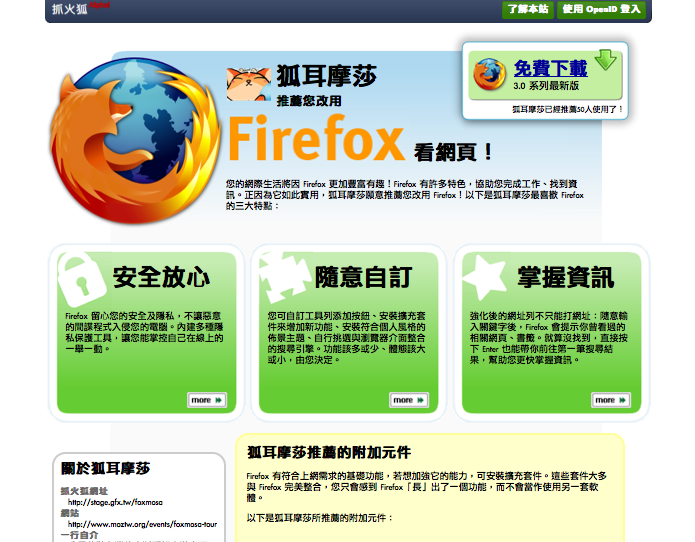 抓火狐
了解本站
使用 OpenID 登入
狐耳摩莎
推薦您改用
Firefox 看網頁！
免費下載
3.0 系列最新版
狐耳摩莎已經推薦50人使用了！
您的網際生活將因 Firefox 更加豐富有趣！Firefox 有許多特色，協助您完成工作、找到資
訊。正因為它如此實用，狐耳摩莎願意推薦您改用 Firefox！以下是狐耳摩莎最喜歡 Firefox
的三大特點：
安全放心
Firefox 留心您的安全及隱私，不讓惡意
的間諜程式入侵您的電腦。內建多種隱
私保護工具，讓您能掌控自己在線上的
一舉一動。
more
隨意自訂
您可自訂工具列添加按鈕、安裝擴充套
件來增加新功能、安裝符合個人風格的
佈景主題、自行挑選與瀏覽器介面整合
的搜尋引擎。功能該多或少、體態該大
或小，由您決定。
more
掌握資訊
強化後的網址列不只能打網址：隨意輸
入關鍵字後，Firefox 會提示你曾看過的
相關網頁、書籤。就算沒找到，直接按
下 Enter 也能帶你前往第一筆搜尋結
果，幫助您更快掌握資訊。
more
關於狐耳摩莎
抓火狐網址
http://stage.gfx.tw/foxmosa
網站
http://www.moztw.org/events/foxmosa-tour
一行自介
狐耳摩莎推薦的附加元件
Firefox 有符合上網需求的基礎功能，若想加強它的能力，可安裝擴充套件。這些套件大多
與 Firefox 完美整合，您只會感到 Firefox「長」出了一個功能，而不會當作使用另一套軟
體。
以下是狐耳摩莎所推薦的附加元件：